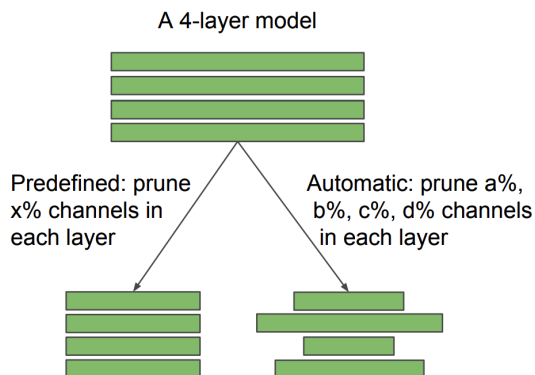 A 4-layer model
Predefined: prune
x% channels in
each layer
Automatic: prune a%,
b%, c%, d% channels
in each layer